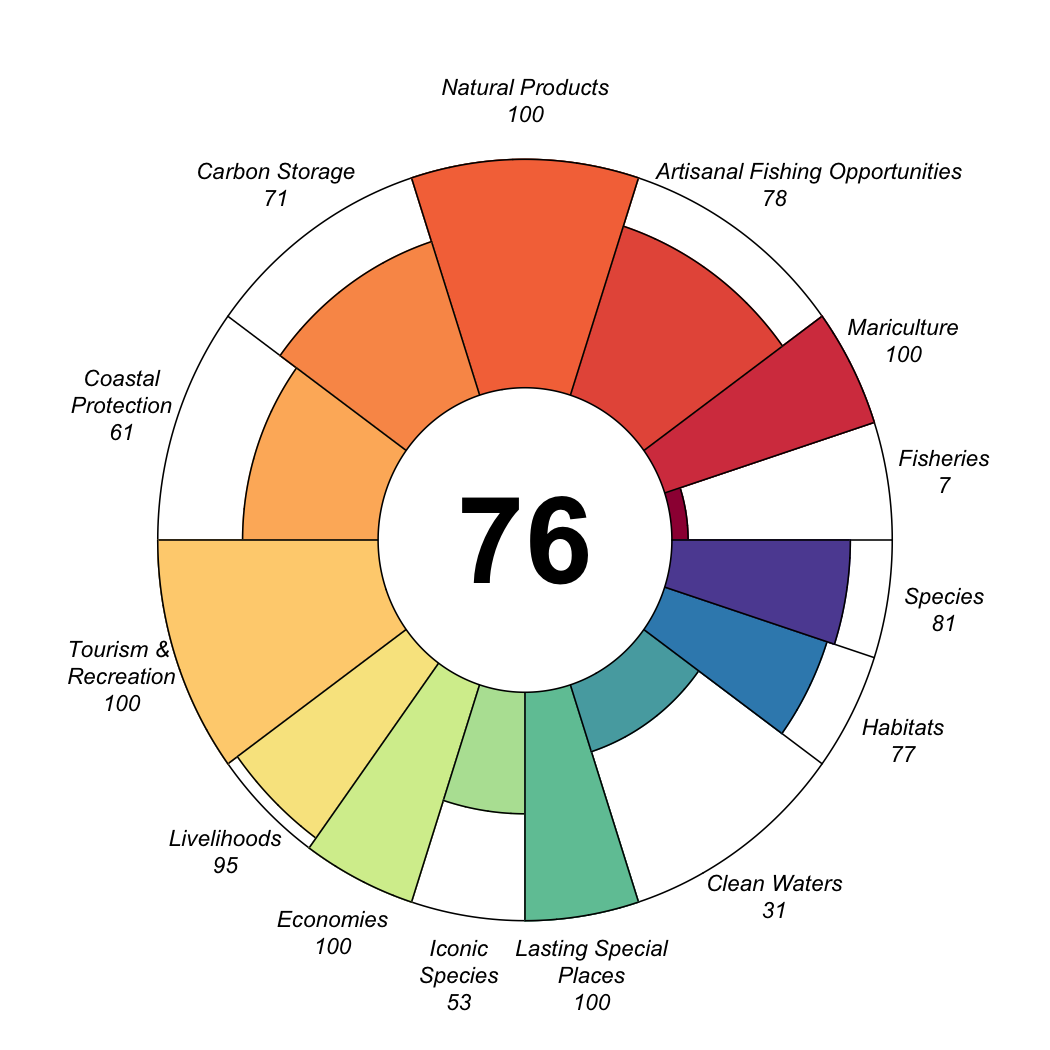 Natural Products
100
Carbon Storage
71
Artisanal Fishing Opportunities
78
Mariculture
100
Coastal
Protection
61
Fisheries
7
76
Species
81
Tourism &
Recreation
100
Habitats
77
Livelihoods
95
Clean Waters
31
Economies
100
Iconic
Species
53
Lasting Special
Places
100